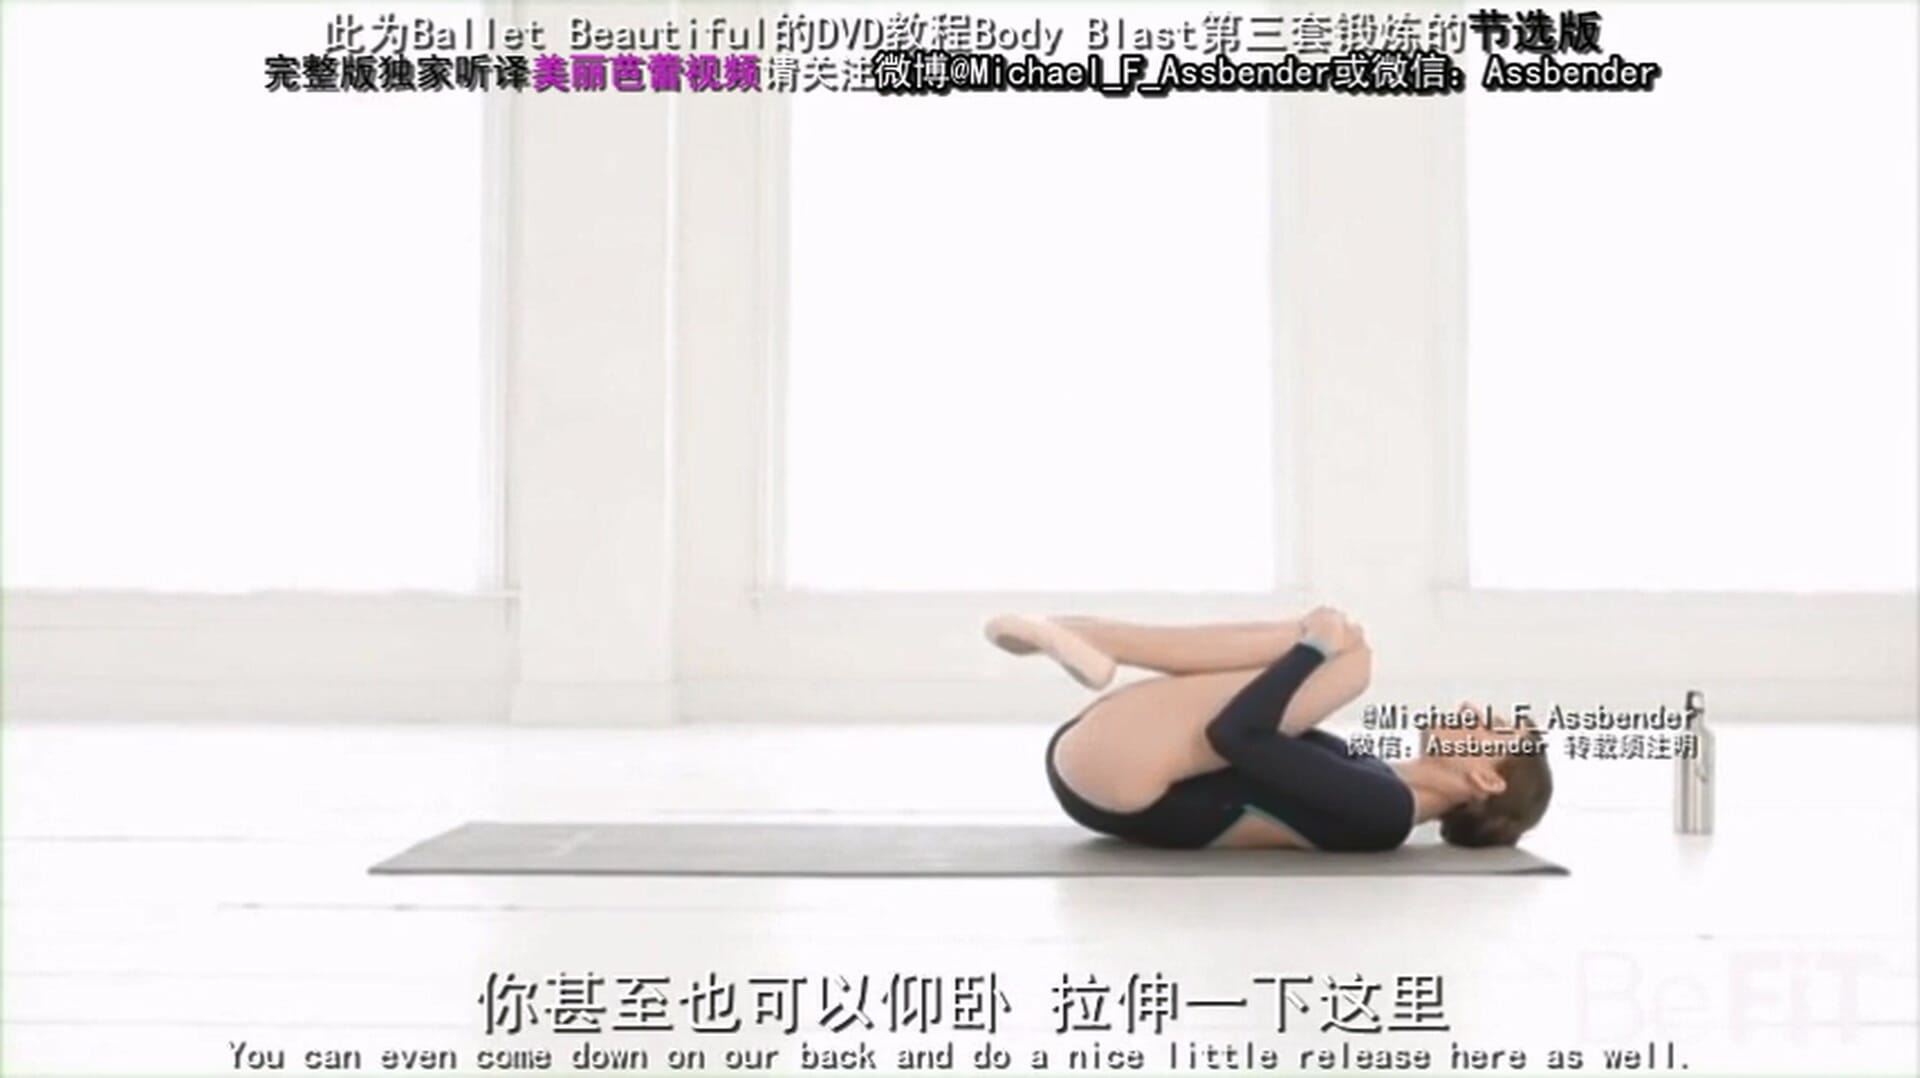 此为Ballet Beautiful的DVD教程Body Blast第三套锻炼的节选版
完整版独家听译美丽芭蕾视频请关注微博@Michael_F_Assbender或微信：Assbender
@Michael_F_Assbender
微信：Assbender 转载须注明
你甚至也可以仰卧 拉伸一下这里
BeFiT
You can even come down on our back and do a nice little release here as well.